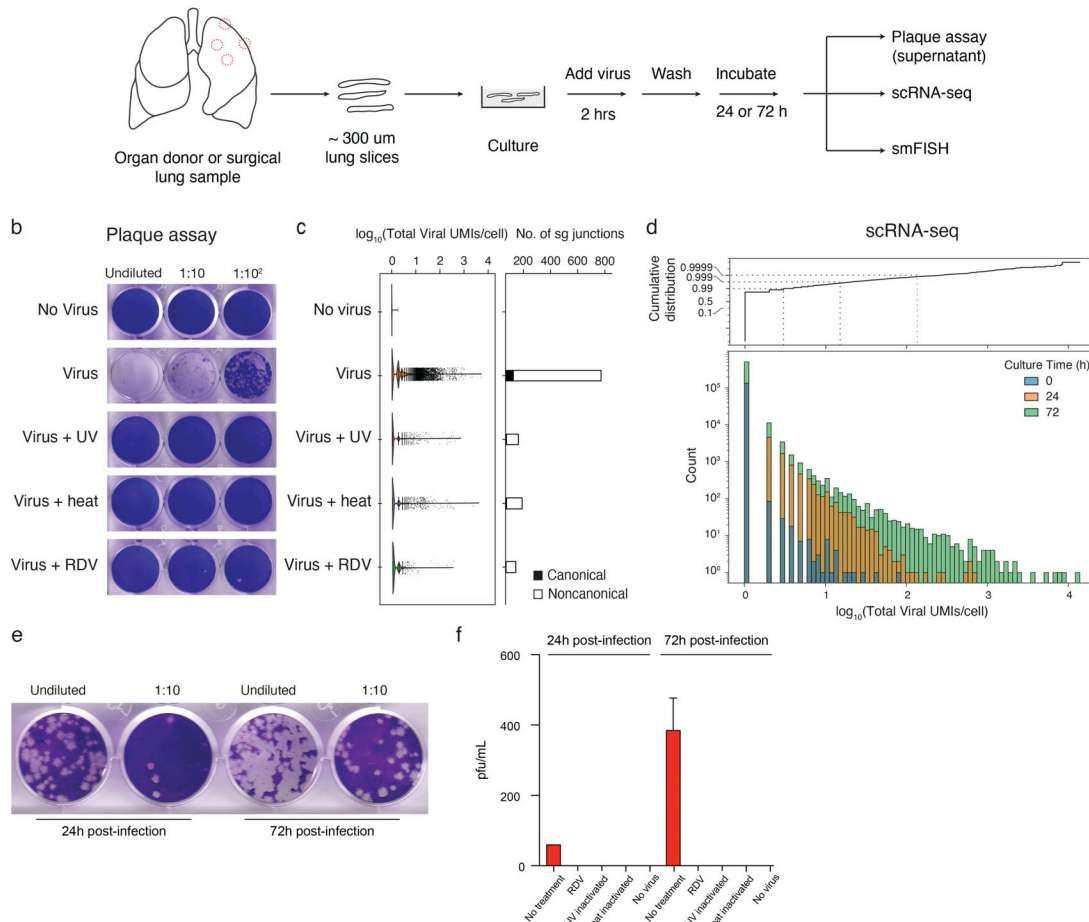 Organ donor or surgical
lung sample
~ 300 um
lung slices
Culture
Add virus
2 hrs
Wash
Incubate
24 or 72 h
Plaque assay
(supernatant)
scRNA-seq
smFISH
b
Plaque assay
Undiluted 1:10 1:10²
No Virus
Virus
Virus + UV
Virus + heat
Virus + RDV
c
log₁₀(Total Viral UMIs/cell) No. of sg junctions
0 1 2 3 4 200 400 600 800
No virus
Virus
Virus + UV
Virus + heat
Virus + RDV
Canonical
Noncanonical
d
scRNA-seq
Cumulative
distribution
0.9999
0.999
0.99
0.5
0.1
Culture Time (h)
0
24
72
Count
10⁵
10⁴
10³
10²
10¹
10⁰
0 1 2 3 4
log₁₀(Total Viral UMIs/cell)
e
Undiluted 1:10 Undiluted 1:10
24h post-infection 72h post-infection
f
24h post-infection 72h post-infection
pfu/mL
600
400
200
0
No treatment
RDV
UV inactivated
inactivated
No virus
No treatment
RDV
UV inactivated
inactivated
No virus